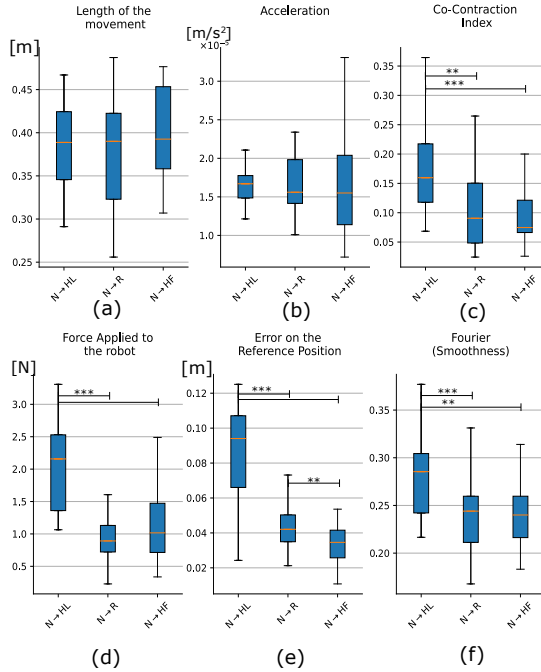 Length of the
movement
[m]
0.45
0.40
0.35
0.30
0.25
N→HL
N→R
N→HF
(a)
Acceleration
[m/s²]
×10⁻⁵
3.0
2.5
2.0
1.5
1.0
N→HL
N→R
N→HF
(b)
Co-Contraction
Index
0.35
0.30
0.25
0.20
0.15
0.10
0.05
**
***
N→HL
N→R
N→HF
(c)
Force Applied to
the robot
[N]
3.0
2.5
2.0
1.5
1.0
0.5
0.0
***
N→HL
N→R
N→HF
(d)
Error on the
Reference Position
[m]
0.12
0.10
0.08
0.06
0.04
0.02
0.00
***
**
N→HL
N→R
N→HF
(e)
Fourier
(Smoothness)
0.35
0.30
0.25
0.20
***
**
N→HL
N→R
N→HF
(f)